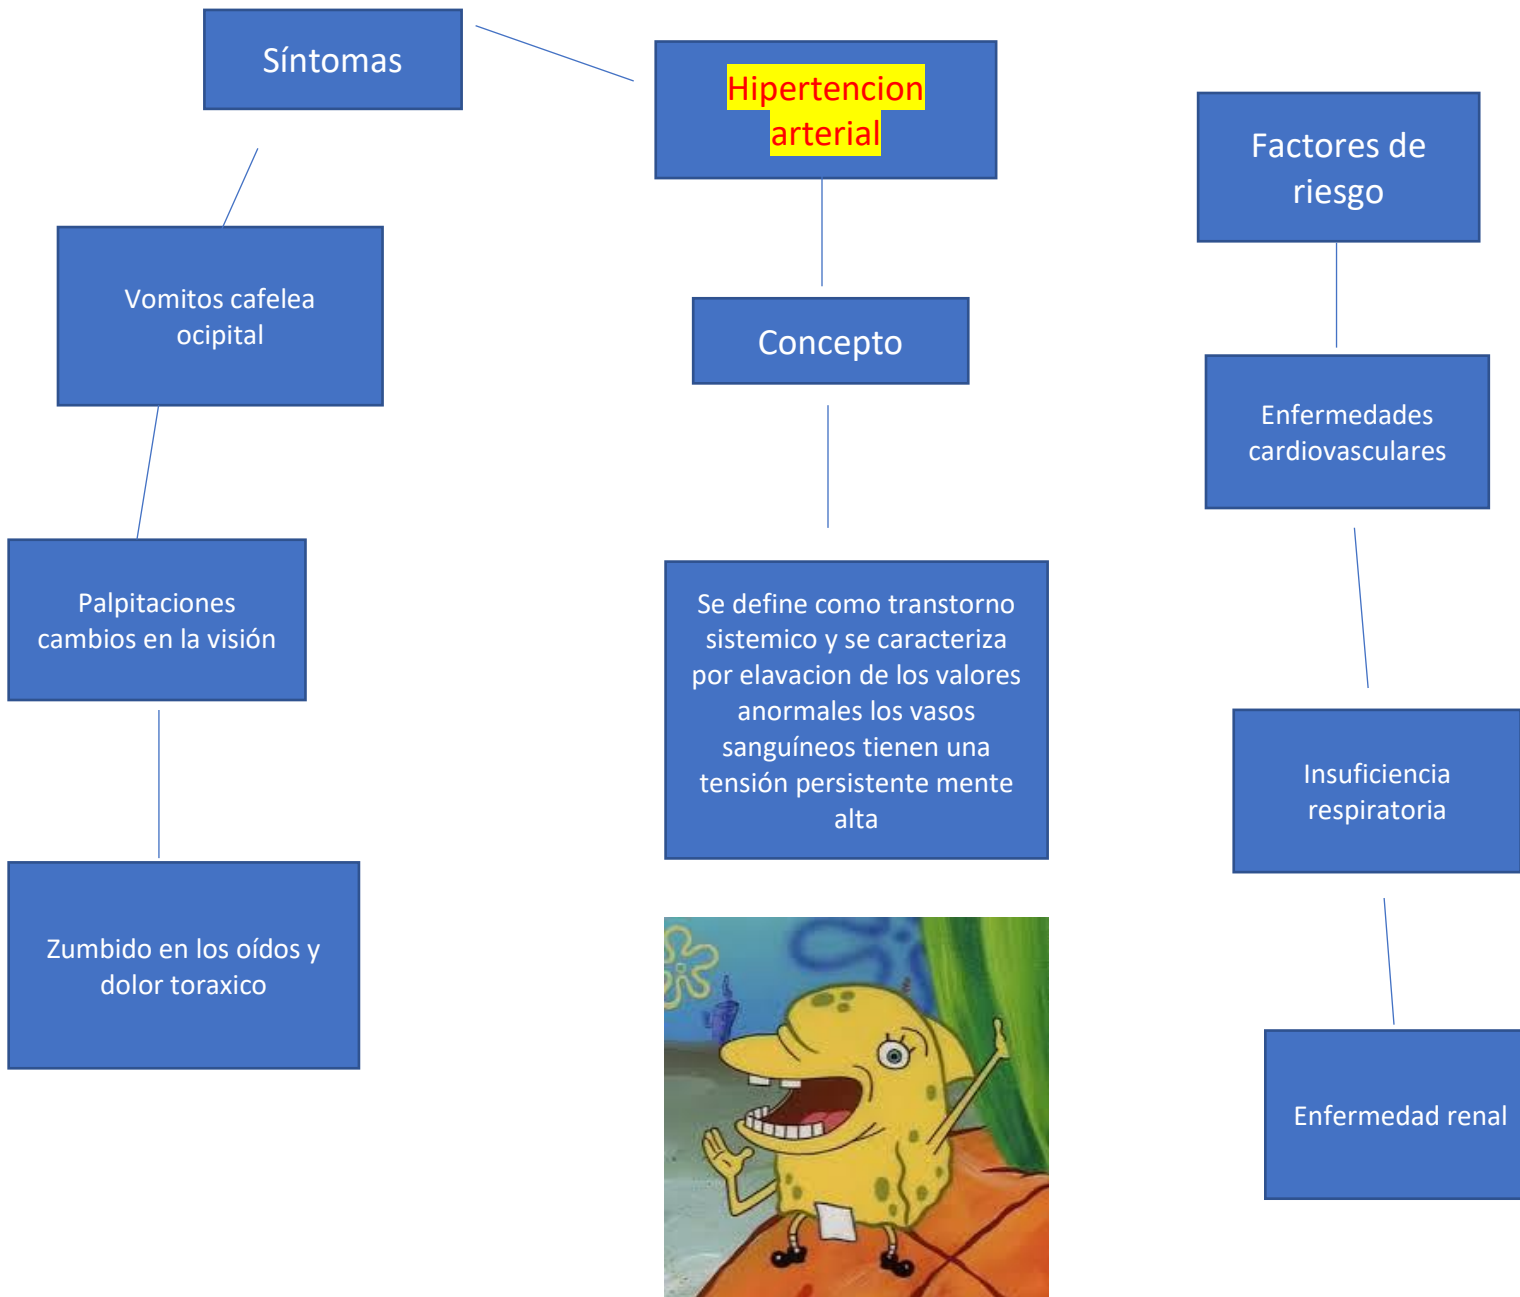 Síntomas
Hipertencion
arterial
Factores de
riesgo
Vomitos cafelea
ocipital
Concepto
Enfermedades
cardiovasculares
Palpitaciones
cambios en la visión
Se define como transtorno
sistemico y se caracteriza
por elavacion de los valores
anormales los vasos
sanguíneos tienen una
tensión persistente mente
alta
Insuficiencia
respiratoria
Zumbido en los oídos y
dolor toraxico
Enfermedad renal